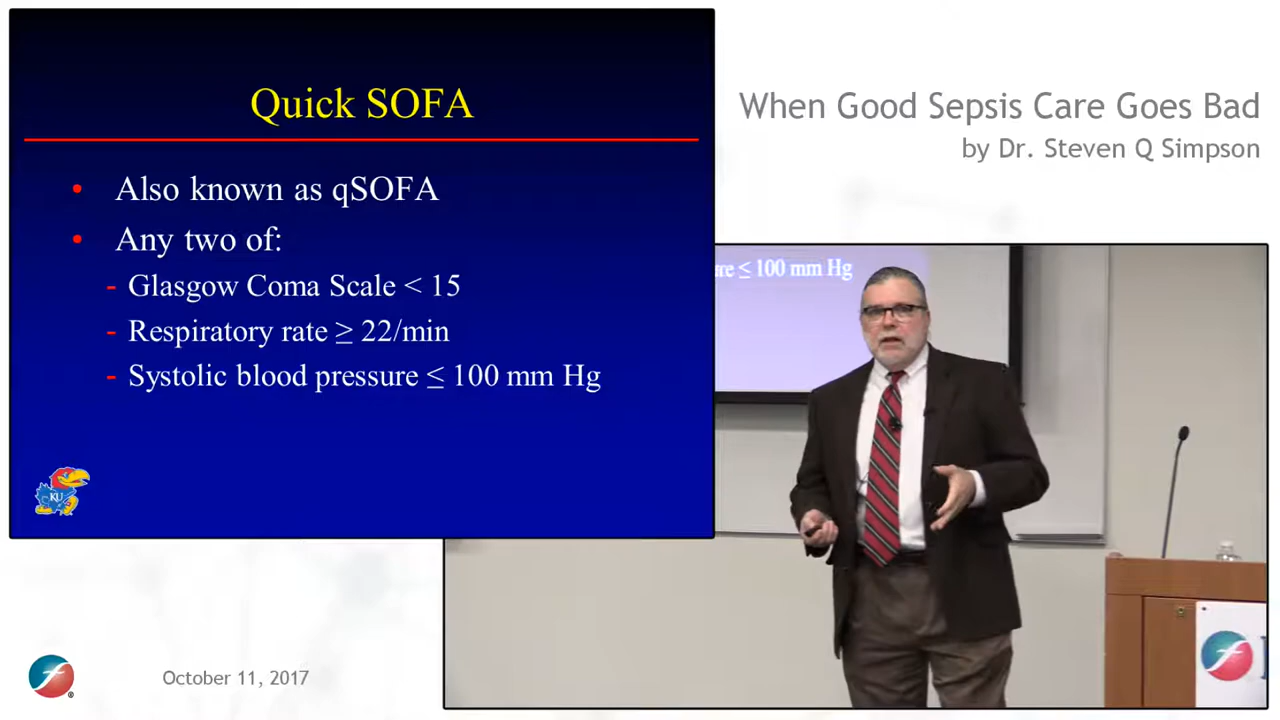 Quick SOFA
• Also known as qSOFA
• Any two of:
- Glasgow Coma Scale < 15
- Respiratory rate ≥ 22/min
- Systolic blood pressure ≤ 100 mm Hg
KU
When Good Sepsis Care Goes Bad
by Dr. Steven Q Simpson
≤ 100 mm Hg
October 11, 2017
®